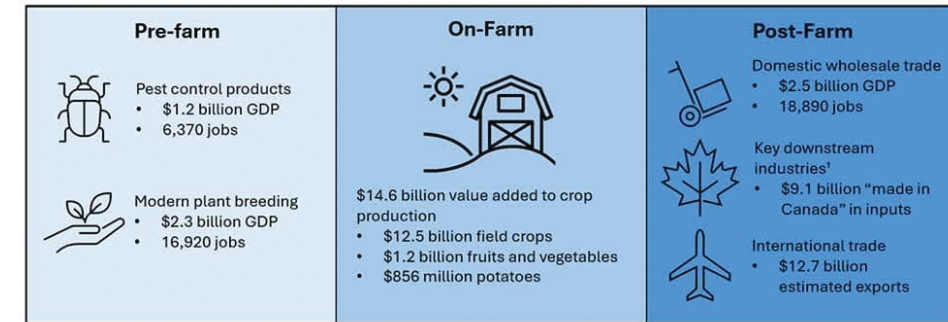 Pre-farm
Pest control products
• $1.2 billion GDP
• 6,370 jobs
Modern plant breeding
• $2.3 billion GDP
• 16,920 jobs
On-Farm
$14.6 billion value added to crop
production
• $12.5 billion field crops
• $1.2 billion fruits and vegetables
• $856 million potatoes
Post-Farm
Domestic wholesale trade
• $2.5 billion GDP
• 18,890 jobs
Key downstream
industries¹
• $9.1 billion “made in
Canada” in inputs
International trade
• $12.7 billion
estimated exports